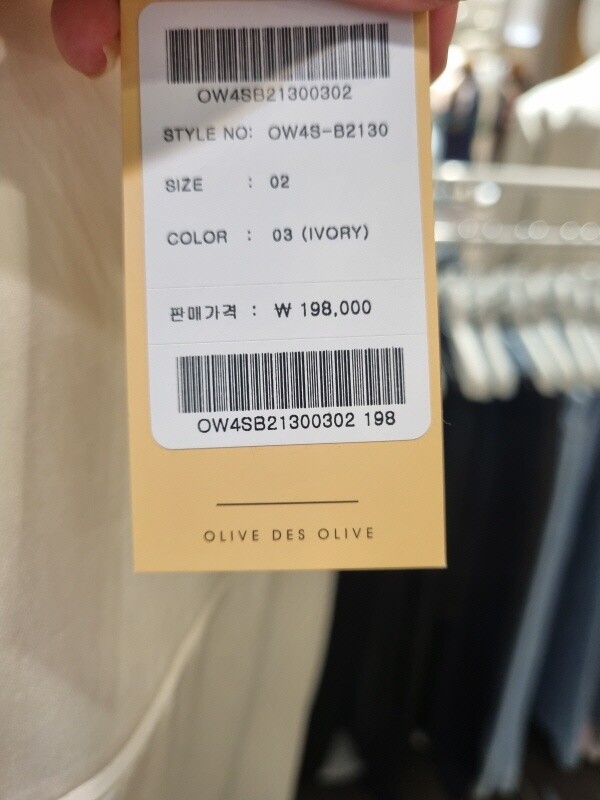 OW4SB21300302
STYLE NO: OW4S-B2130
SIZE : 02
COLOR : 03 (IVORY)
판매가격 : ₩ 198,000
OW4SB21300302 198
OLIVE DES OLIVE